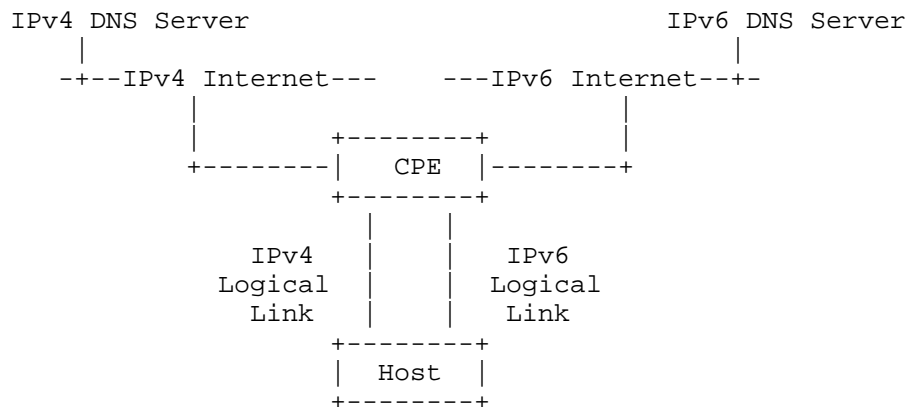 IPv4 DNS Server IPv6 DNS Server
IPv4 Internet IPv6 Internet
CPE
IPv4 IPv6
Logical Logical
Link Link
Host